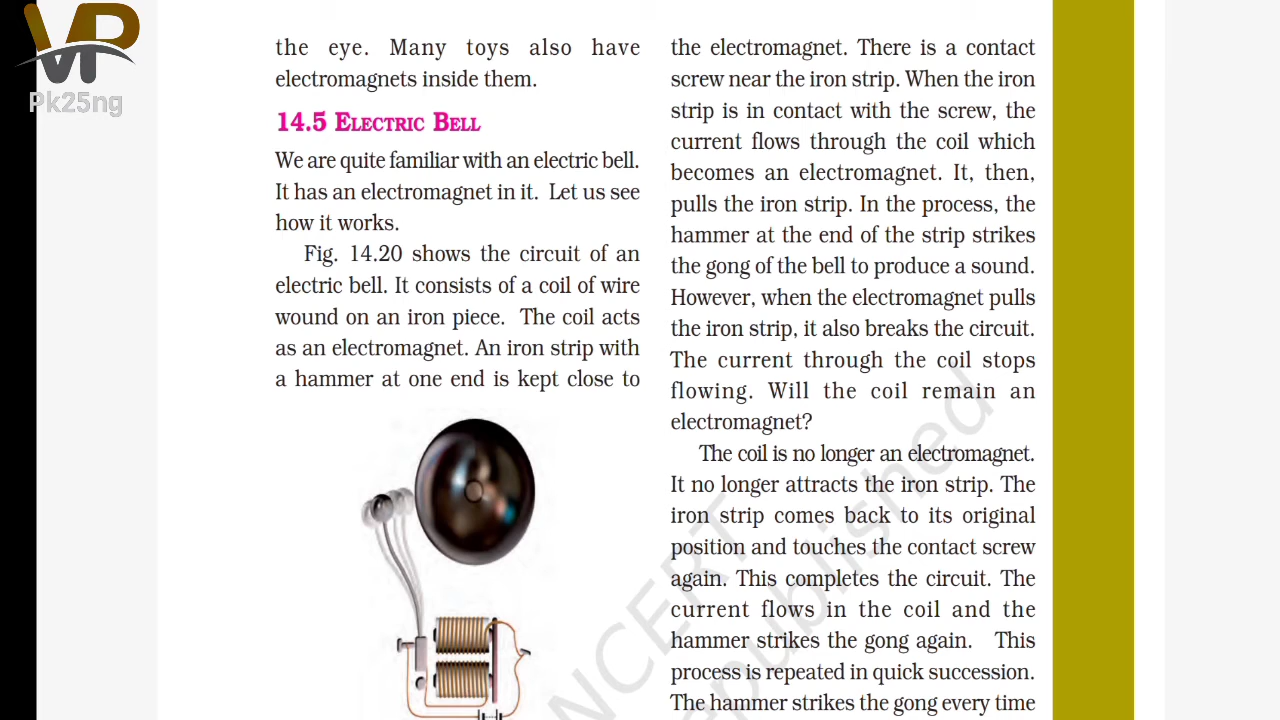 VP
Pk25ng
the eye. Many toys also have
electromagnets inside them.
14.5 ELECTRIC BELL
We are quite familiar with an electric bell.
It has an electromagnet in it. Let us see
how it works.
Fig. 14.20 shows the circuit of an
electric bell. It consists of a coil of wire
wound on an iron piece. The coil acts
as an electromagnet. An iron strip with
a hammer at one end is kept close to
the electromagnet. There is a contact
screw near the iron strip. When the iron
strip is in contact with the screw, the
current flows through the coil which
becomes an electromagnet. It, then,
pulls the iron strip. In the process, the
hammer at the end of the strip strikes
the gong of the bell to produce a sound.
However, when the electromagnet pulls
the iron strip, it also breaks the circuit.
The current through the coil stops
flowing. Will the coil remain an
electromagnet?
The coil is no longer an electromagnet.
It no longer attracts the iron strip. The
iron strip comes back to its original
position and touches the contact screw
again. This completes the circuit. The
current flows in the coil and the
hammer strikes the gong again. This
process is repeated in quick succession.
The hammer strikes the gong every time
NCERT
republished